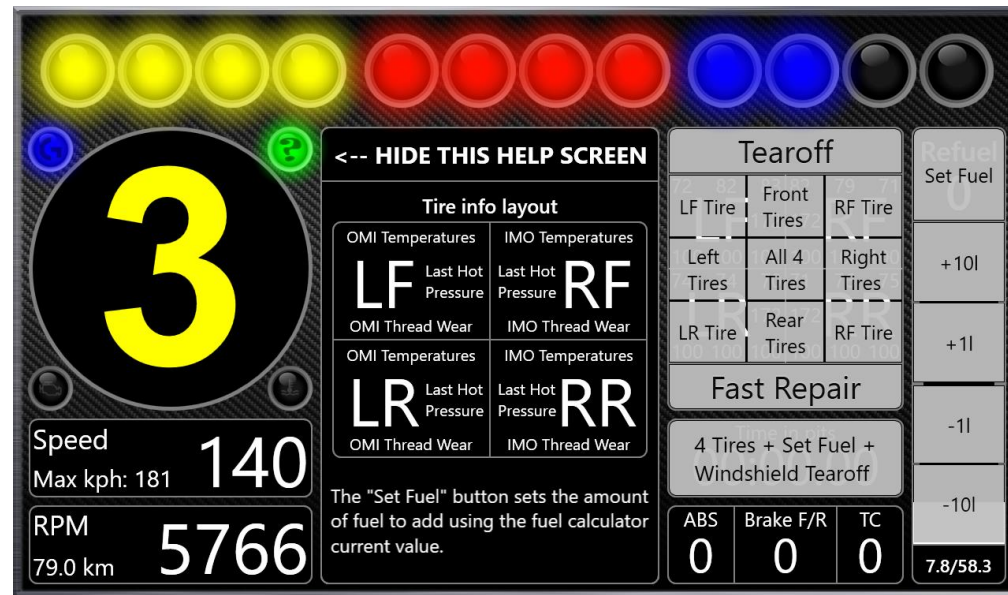 3
Speed
Max kph: 181
140
RPM
79.0 km
5766
<-- HIDE THIS HELP SCREEN
Tire info layout
OMI Temperatures
IMO Temperatures
LF
Last Hot
Pressure
Last Hot
Pressure
RF
OMI Thread Wear
IMO Thread Wear
OMI Temperatures
IMO Temperatures
LR
Last Hot
Pressure
Last Hot
Pressure
RR
OMI Thread Wear
IMO Thread Wear
The "Set Fuel" button sets the amount
of fuel to add using the fuel calculator
current value.
Tearoff
LF Tire
Front
Tires
RF Tire
Left
Tires
All 4
Tires
Right
Tires
LR Tire
Rear
Tires
RF Tire
Fast Repair
Time in pits
4 Tires + Set Fuel +
Windshield Tearoff
ABS
0
Brake F/R
0
TC
0
Refuel
Set Fuel
0
+10l
+1l
-1l
-10l
7.8/58.3